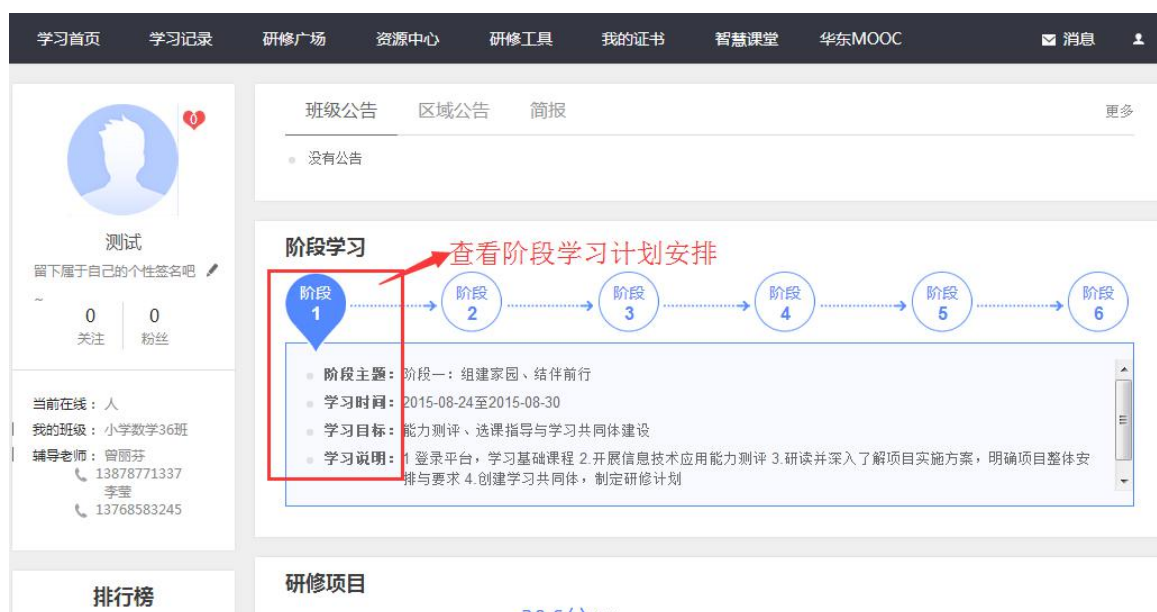 学习首页 学习记录 研修广场 资源中心 研修工具 我的证书 智慧课堂 华东MOOC 消息
0
测试
留下属于自己的个性签名吧
~
0 0
关注 粉丝
当前在线： 人
我的班级： 小学数学36班
辅导老师： 曾丽芬
13878771337
李莹
13768583245
排行榜
班级公告 区域公告 简报 更多
没有公告
阶段学习
查看阶段学习计划安排
阶段 阶段 阶段 阶段 阶段 阶段
1 2 3 4 5 6
阶段主题：阶段一：组建家园、结伴前行
学习时间：2015-08-24至2015-08-30
学习目标：能力测评、选课指导与学习共同体建设
学习说明：1 登录平台，学习基础课程 2.开展信息技术应用能力测评 3.研读并深入了解项目实施方案，明确项目整体安
排与要求 4.创建学习共同体，制定研修计划
研修项目